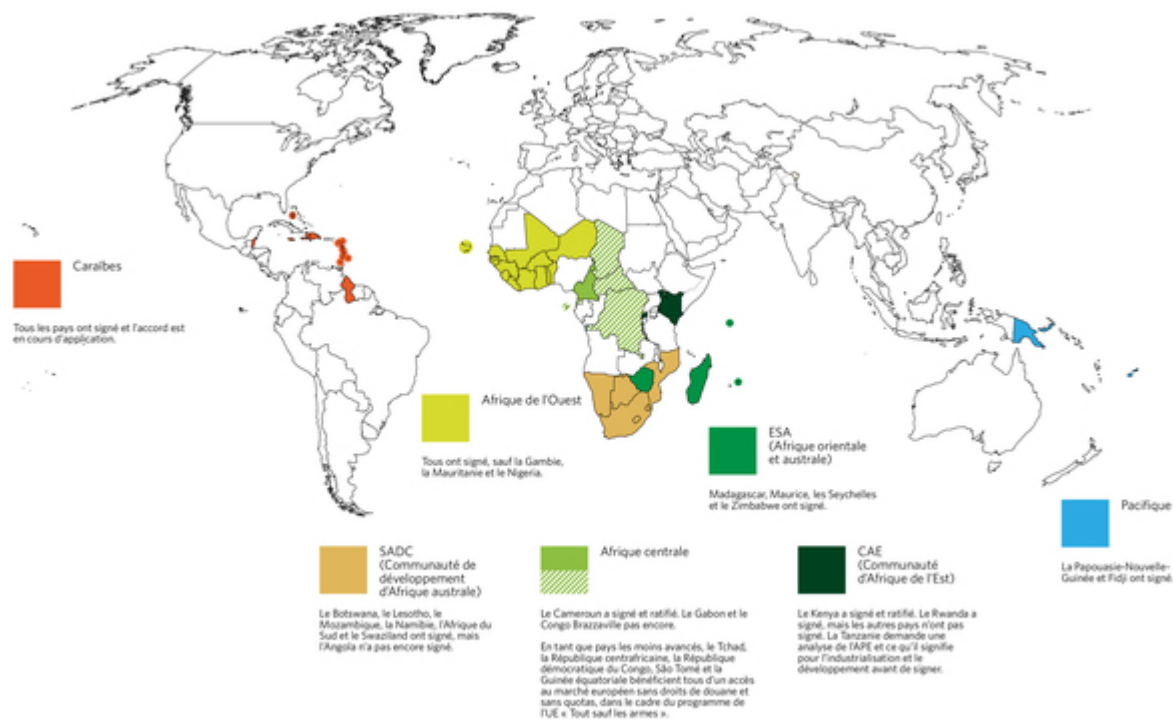 Caraïbes
Tous les pays ont signé et l'accord est
en cours d'application.
Afrique de l'Ouest
Tous ont signé, sauf la Gambie,
la Mauritanie et le Nigeria.
ESA
(Afrique orientale
et australe)
Madagascar, Maurice, les Seychelles
et le Zimbabwe ont signé.
Pacifique
La Papouasie-Nouvelle-
Guinée et Fidji ont signé.
SADC
(Communauté de
développement
d'Afrique australe)
Le Botswana, le Lesotho, le
Mozambique, la Namibie, l'Afrique du
Sud et le Swaziland ont signé, mais
l'Angola n'a pas encore signé.
Afrique centrale
Le Cameroun a signé et ratifié. Le Gabon et le
Congo Brazzaville pas encore.
En tant que pays les moins avancés, le Tchad,
la République centrafricaine, la République
démocratique du Congo, São Tomé et la
Guinée équatoriale bénéficient tous d'un accès
au marché européen sans droits de douane et
sans quotas, dans le cadre du programme de
l'UE « Tout sauf les armes ».
CAE
(Communauté
d'Afrique de l'Est)
Le Kenya a signé et ratifié. Le Rwanda a
signé, mais les autres pays n'ont pas
signé. La Tanzanie demande une
analyse de l'APE et ce qu'il signifie
pour l'industrialisation et le
développement avant de signer.